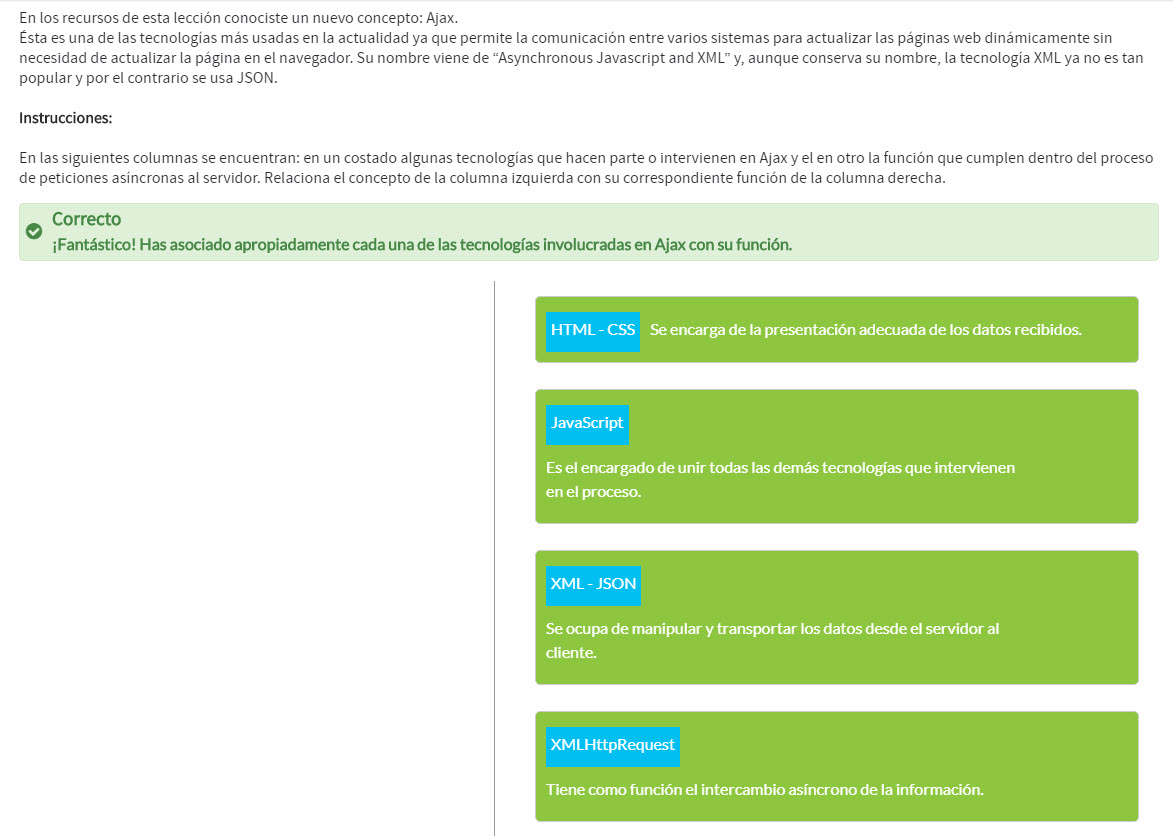 En los recursos de esta lección conociste un nuevo concepto: Ajax.
Ésta es una de las tecnologías más usadas en la actualidad ya que permite la comunicación entre varios sistemas para actualizar las páginas web dinámicamente sin
necesidad de actualizar la página en el navegador. Su nombre viene de “Asynchronous Javascript and XML” y, aunque conserva su nombre, la tecnología XML ya no es tan
popular y por el contrario se usa JSON.
Instrucciones:
En las siguientes columnas se encuentran: en un costado algunas tecnologías que hacen parte o intervienen en Ajax y el en otro la función que cumplen dentro del proceso
de peticiones asíncronas al servidor. Relaciona el concepto de la columna izquierda con su correspondiente función de la columna derecha.
Correcto
¡Fantástico! Has asociado apropiadamente cada una de las tecnologías involucradas en Ajax con su función.
HTML - CSS Se encarga de la presentación adecuada de los datos recibidos.
JavaScript
Es el encargado de unir todas las demás tecnologías que intervienen
en el proceso.
XML - JSON
Se ocupa de manipular y transportar los datos desde el servidor al
cliente.
XMLHttpRequest
Tiene como función el intercambio asíncrono de la información.